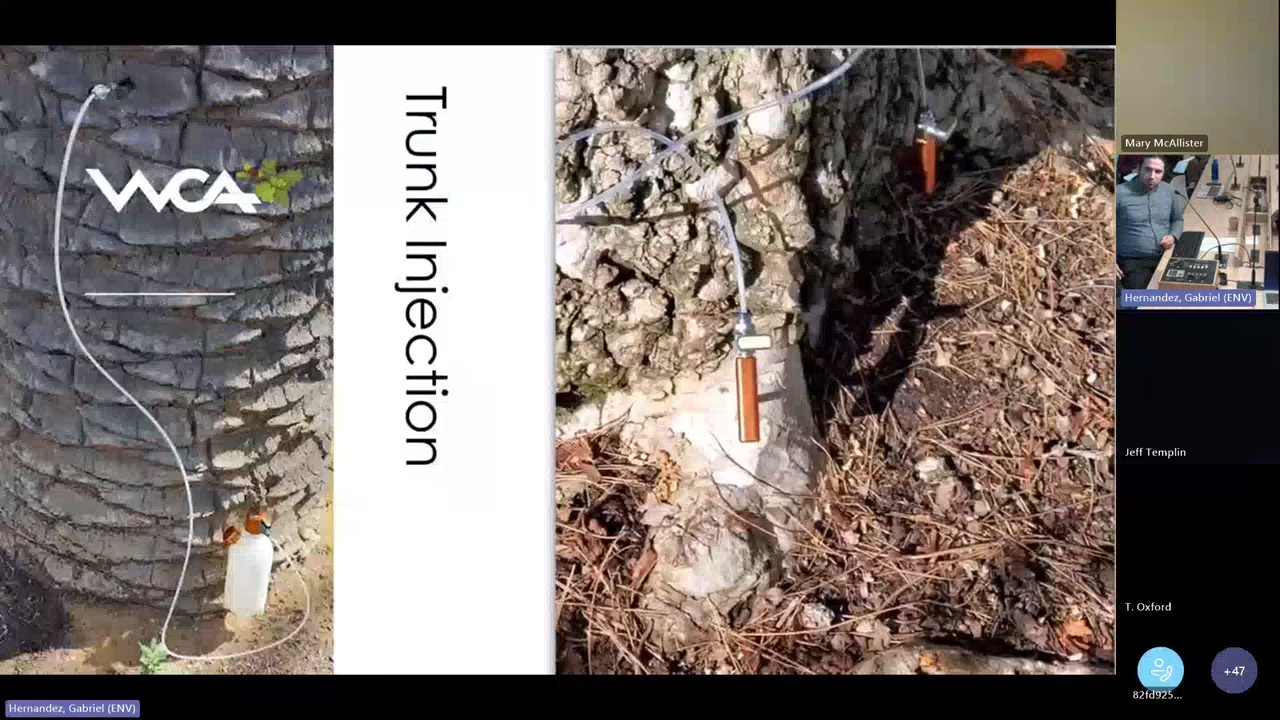 WCA
Trunk Injection
Mary McAllister
Hernandez, Gabriel (ENV)
Jeff Templin
T. Oxford
82fd925...
+47
Hernandez, Gabriel (ENV)